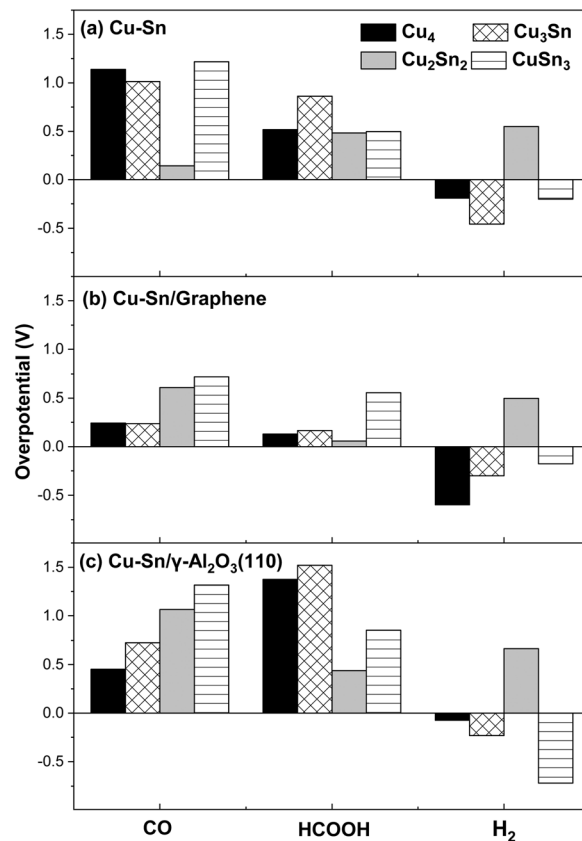 (a) Cu-Sn
Cu₄ Cu₃Sn
Cu₂Sn₂ CuSn₃
1.5
1.0
0.5
0.0
-0.5
(b) Cu-Sn/Graphene
1.5
1.0
0.5
0.0
-0.5
Overpotential (V)
(c) Cu-Sn/γ-Al₂O₃(110)
1.5
1.0
0.5
0.0
-0.5
CO HCOOH H₂